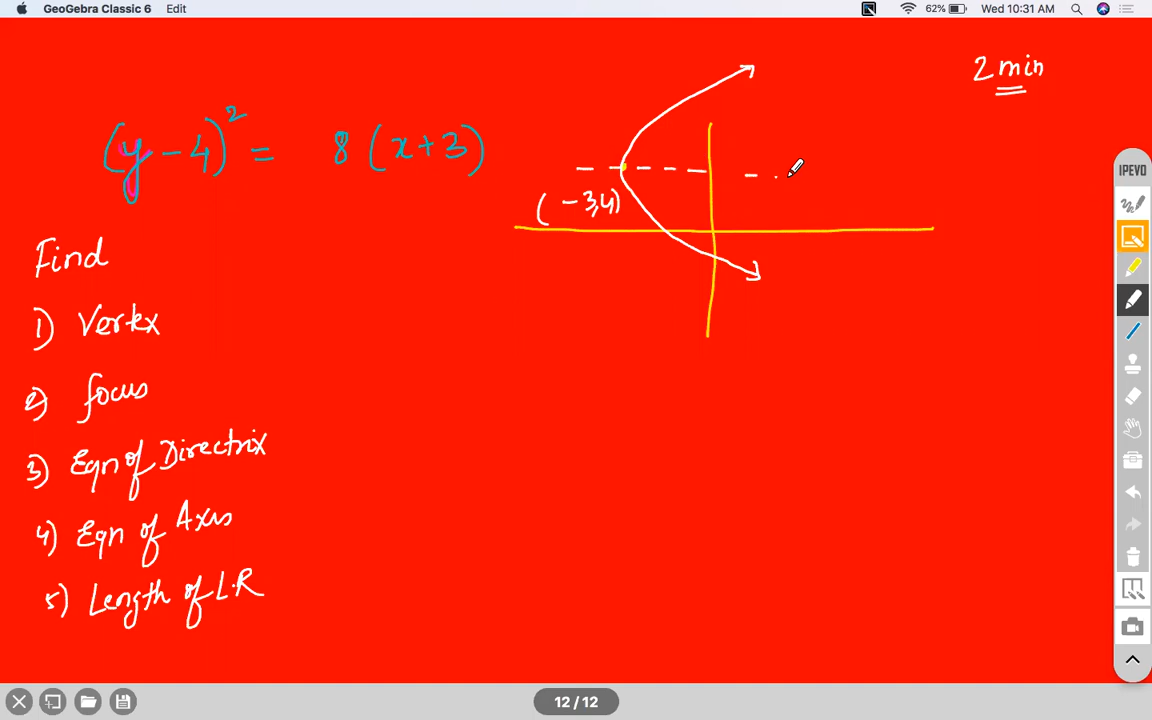 GeoGebra Classic 6 Edit 62% Wed 10:31 AM
2 min
(y-4)² = 8(x+3)
(-3,4)
IPEVO
Find
1) Vertex
2) focus
3) Eqn of Directrix
4) Eqn of Axis
5) Length of L.R
12 / 12